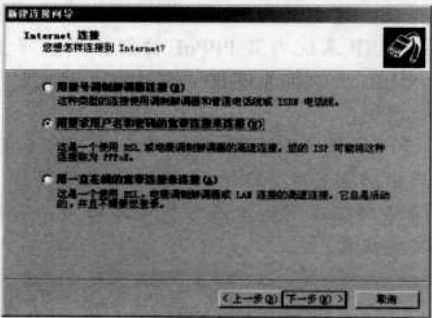 新建连接向导
Internet 连接
您想怎样连接到 Internet?
用拨号调制解调器连接(D)
这种类型的连接使用调制解调器和普通电话线或 ISDN 电话线。
用要求用户名和密码的宽带连接来连接(U)
这是一个使用 DSL 或电缆调制解调器的高速连接。您的 ISP 可能将这种
连接称为 PPPoE。
用一直在线的宽带连接来连接(A)
这是一个使用 DSL，电缆调制解调器或 LAN 连接的高速连接。它总是活动
的，并且不需要您登录。
<上一步(B)
下一步(N)>
取消